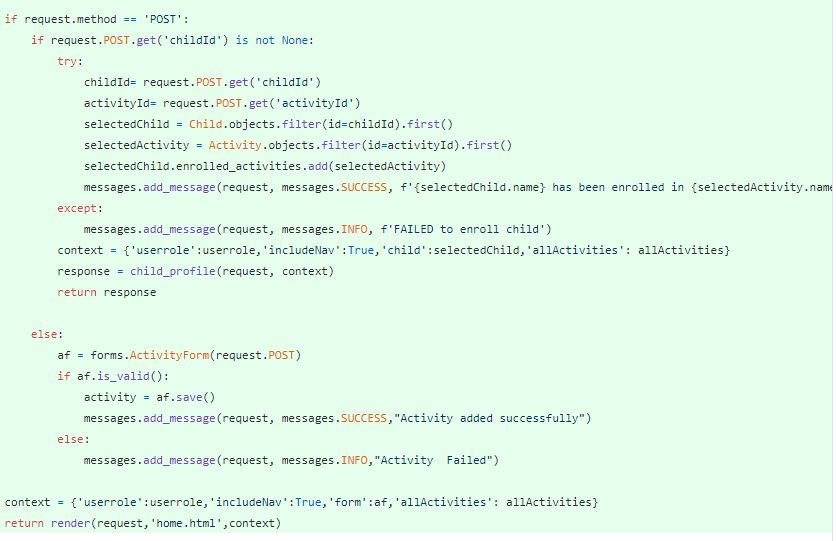 if request.method == 'POST':
    if request.POST.get('childId') is not None:
        try:
            childId= request.POST.get('childId')
            activityId= request.POST.get('activityId')
            selectedChild = Child.objects.filter(id=childId).first()
            selectedActivity = Activity.objects.filter(id=activityId).first()
            selectedChild.enrolled_activities.add(selectedActivity)
            messages.add_message(request, messages.SUCCESS, f'{selectedChild.name} has been enrolled in {selectedActivity.name
        except:
            messages.add_message(request, messages.INFO, f'FAILED to enroll child')
        context = {'userrole':userrole,'includeNav':True,'child':selectedChild,'allActivities': allActivities}
        response = child_profile(request, context)
        return response

    else:
        af = forms.ActivityForm(request.POST)
        if af.is_valid():
            activity = af.save()
            messages.add_message(request, messages.SUCCESS,"Activity added successfully")
        else:
            messages.add_message(request, messages.INFO,"Activity  Failed")

context = {'userrole':userrole,'includeNav':True,'form':af,'allActivities': allActivities}
return render(request,'home.html',context)